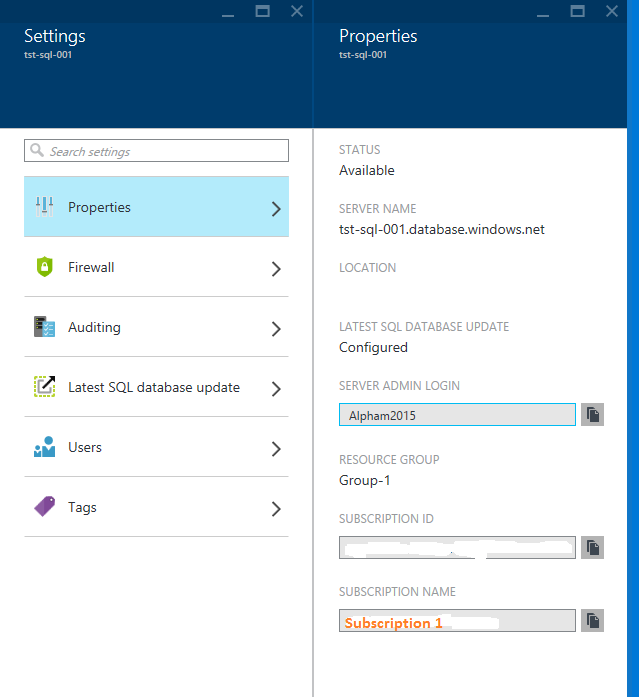 Settings
tst-sql-001
Search settings
Properties
Firewall
Auditing
Latest SQL database update
Users
Tags
Properties
tst-sql-001
STATUS
Available
SERVER NAME
tst-sql-001.database.windows.net
LOCATION
LATEST SQL DATABASE UPDATE
Configured
SERVER ADMIN LOGIN
Alpham2015
RESOURCE GROUP
Group-1
SUBSCRIPTION ID
SUBSCRIPTION NAME
Subscription 1